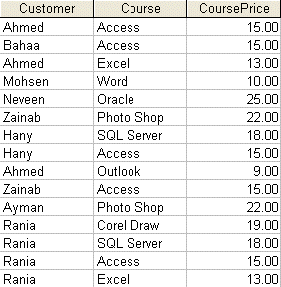 Customer Course CoursePrice
Ahmed Access 15.00
Bahaa Access 15.00
Ahmed Excel 13.00
Mohsen Word 10.00
Neveen Oracle 25.00
Zainab Photo Shop 22.00
Hany SQL Server 18.00
Hany Access 15.00
Ahmed Outlook 9.00
Zainab Access 15.00
Ayman Photo Shop 22.00
Rania Corel Draw 19.00
Rania SQL Server 18.00
Rania Access 15.00
Rania Excel 13.00